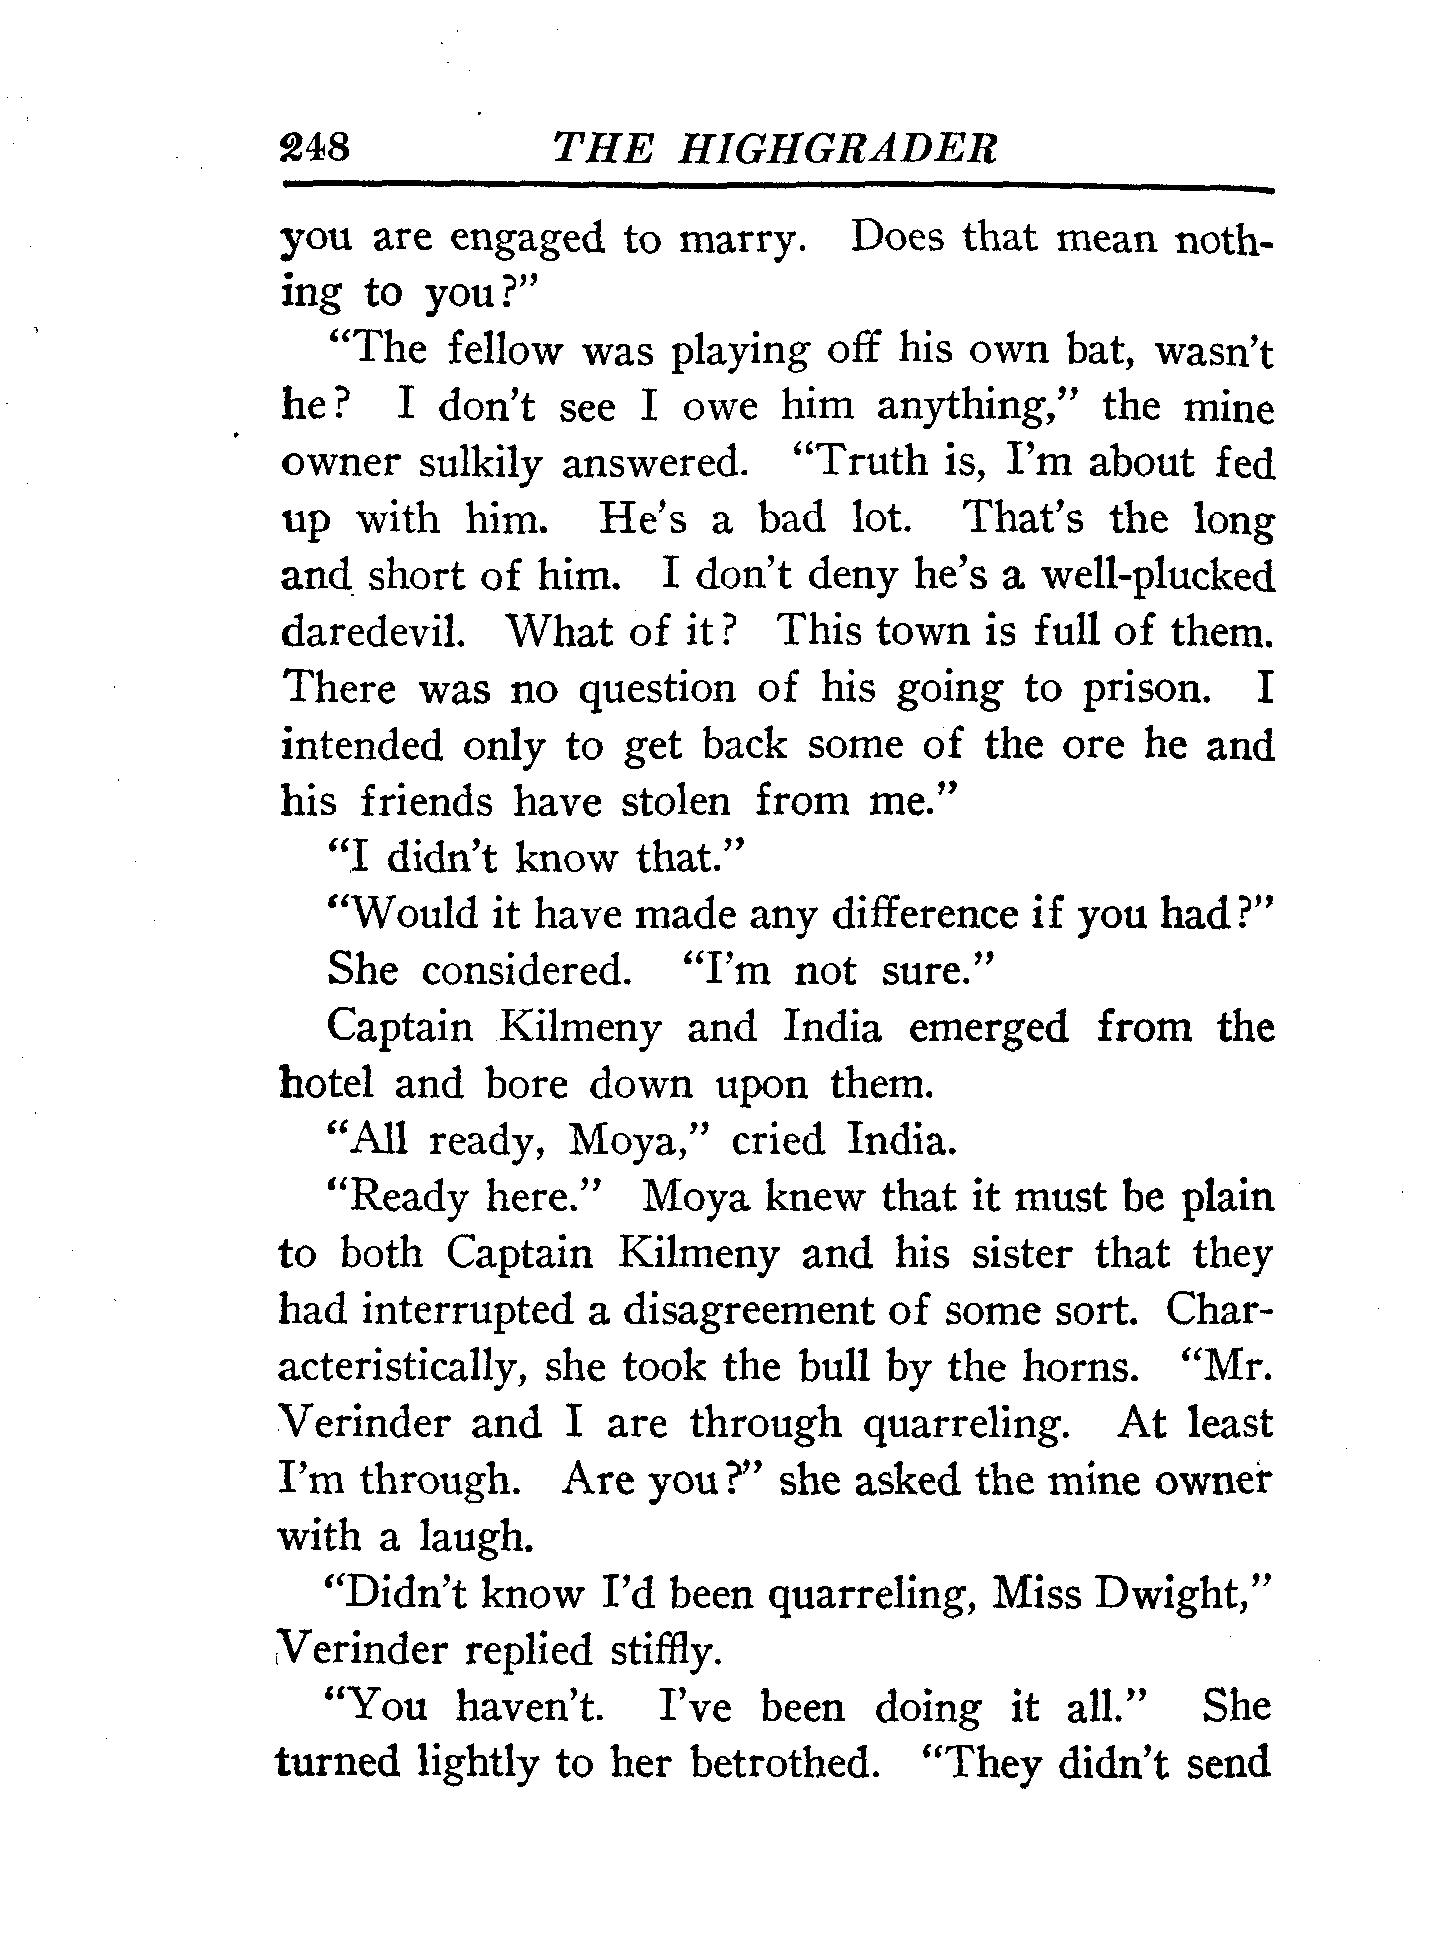 248 THE HIGHGRADER
you are engaged to marry. Does that mean noth-
ing to you?”
“The fellow was playing off his own bat, wasn’t
he? I don’t see I owe him anything,” the mine
owner sulkily answered. “Truth is, I’m about fed
up with him. He’s a bad lot. That’s the long
and short of him. I don’t deny he’s a well-plucked
daredevil. What of it? This town is full of them.
There was no question of his going to prison. I
intended only to get back some of the ore he and
his friends have stolen from me.”
“I didn’t know that.”
“Would it have made any difference if you had?”
She considered. “I’m not sure.”
Captain Kilmeny and India emerged from the
hotel and bore down upon them.
“All ready, Moya,” cried India.
“Ready here.” Moya knew that it must be plain
to both Captain Kilmeny and his sister that they
had interrupted a disagreement of some sort. Char-
acteristically, she took the bull by the horns. “Mr.
Verinder and I are through quarreling. At least
I’m through. Are you?” she asked the mine owner
with a laugh.
“Didn’t know I’d been quarreling, Miss Dwight,”
Verinder replied stiffly.
“You haven’t. I’ve been doing it all.” She
turned lightly to her betrothed. “They didn’t send